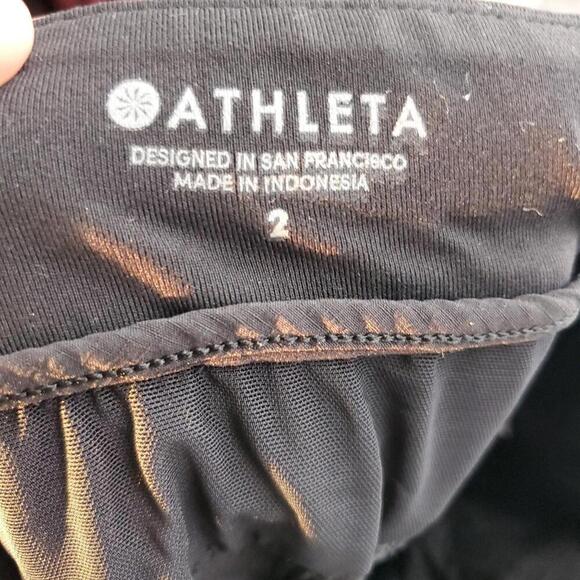 ATHLETA
DESIGNED IN SAN FRANCISCO
MADE IN INDONESIA
2